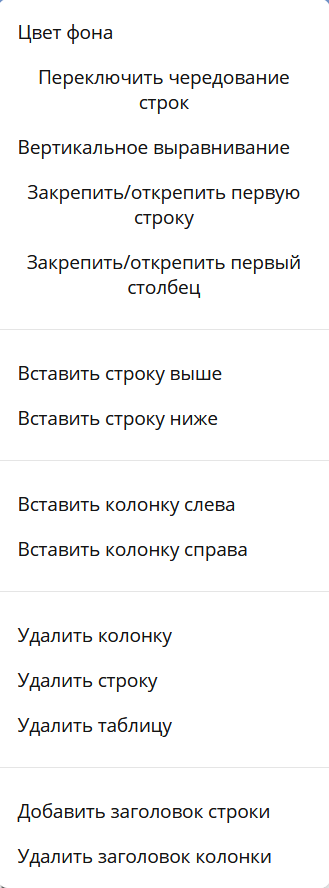 Цвет фона
Переключить чередование
строк
Вертикальное выравнивание
Закрепить/открепить первую
строку
Закрепить/открепить первый
столбец
Вставить строку выше
Вставить строку ниже
Вставить колонку слева
Вставить колонку справа
Удалить колонку
Удалить строку
Удалить таблицу
Добавить заголовок строки
Удалить заголовок колонки